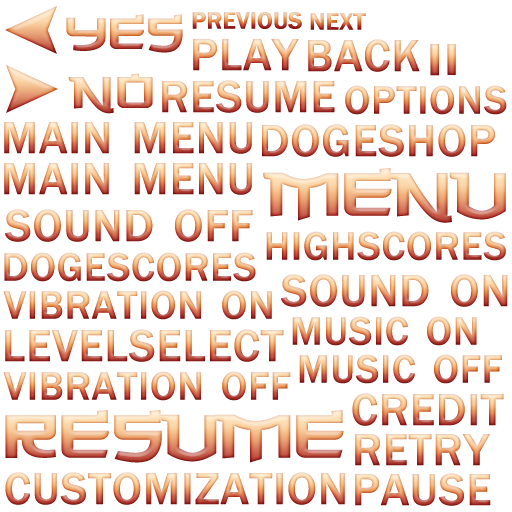 YES
PREVIOUS NEXT
PLAY BACK
NO
RESUME
OPTIONS
MAIN MENU
DOGESHOP
MAIN MENU
MENU
SOUND OFF
HIGHSCORES
DOGESCORES
SOUND ON
VIBRATION ON
MUSIC ON
LEVELSELECT
MUSIC OFF
VIBRATION OFF
CREDIT
RESUME
RETRY
CUSTOMIZATION
PAUSE